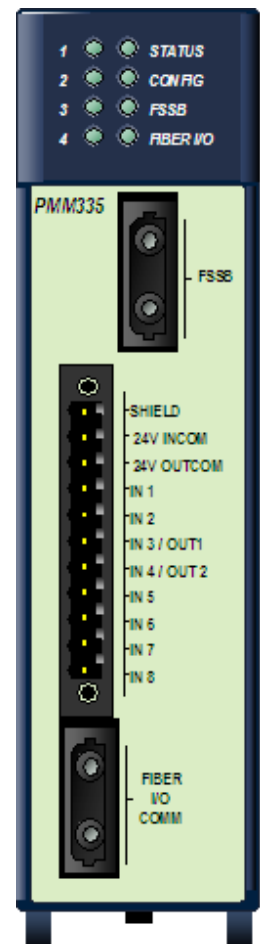 1 STATUS
2 CONFIG
3 FSSB
4 FIBER I/O
PMM335
FSSB
SHIELD
24V INCOM
24V OUTCOM
IN 1
IN 2
IN 3 / OUT1
IN 4 / OUT 2
IN 5
IN 6
IN 7
IN 8
FIBER
I/O
COMM